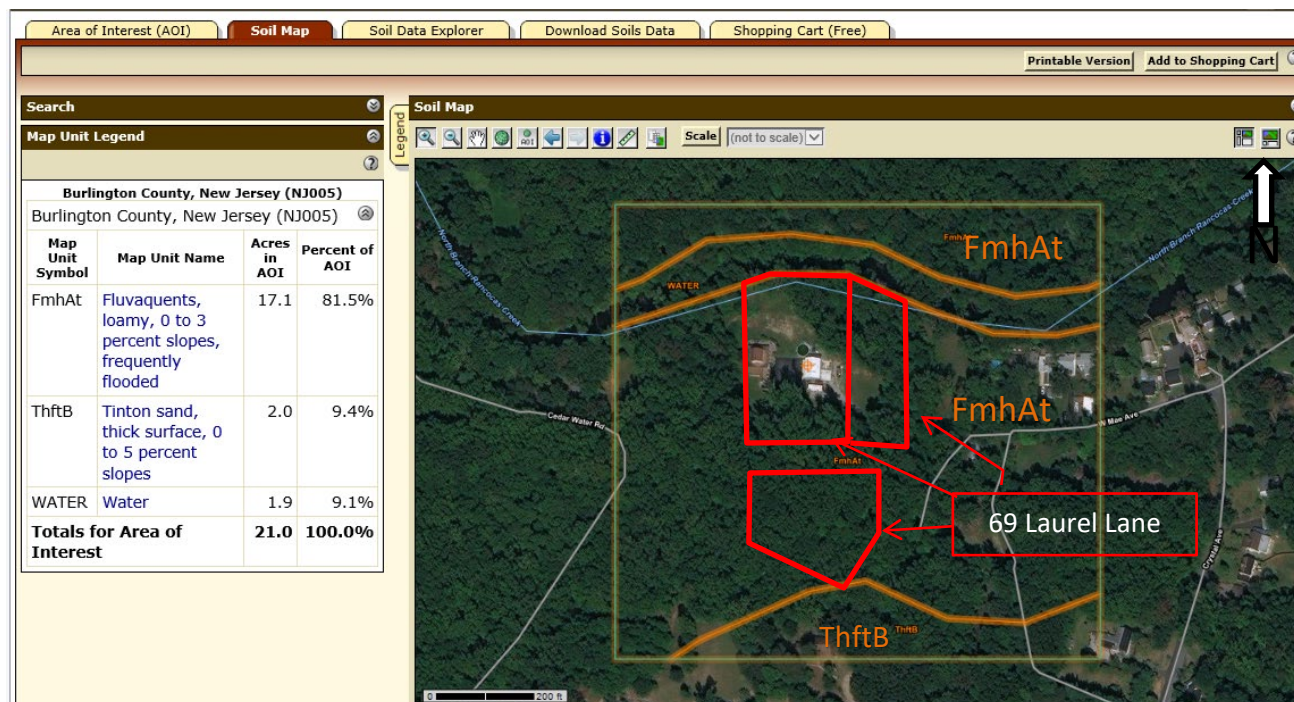 Area of Interest (AOI)
Soil Map
Soil Data Explorer
Download Soils Data
Shopping Cart (Free)
Printable Version
Add to Shopping Cart
Search
Map Unit Legend
Burlington County, New Jersey (NJ005)
Burlington County, New Jersey (NJ005)
Map Unit Symbol
Map Unit Name
Acres in AOI
Percent of AOI
FmhAt
Fluvaquents,
loamy, 0 to 3
percent slopes,
frequently
flooded
17.1
81.5%
ThftB
Tinton sand,
thick surface, 0
to 5 percent
slopes
2.0
9.4%
WATER
Water
1.9
9.1%
Totals for Area of
Interest
21.0
100.0%
Legend
Soil Map
AOI
Scale
(not to scale)
N
FmhAt
FmhAt
North Branch Rancocas Creek
North Branch Rancocas Creek
WATER
Cedar Water Rd
FmhAt
N Mae Ave
FmhAt
69 Laurel Lane
Crystal Ave
ThftB
ThftB
0
200 ft